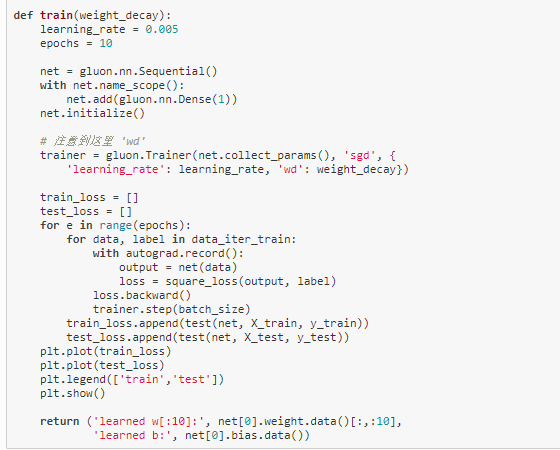 def train(weight_decay):
    learning_rate = 0.005
    epochs = 10
    net = gluon.nn.Sequential()
    with net.name_scope():
        net.add(gluon.nn.Dense(1))
    net.initialize()
    # 注意到这里 'wd'
    trainer = gluon.Trainer(net.collect_params(), 'sgd', {
        'learning_rate': learning_rate, 'wd': weight_decay})
    train_loss = []
    test_loss = []
    for e in range(epochs):
        for data, label in data_iter_train:
            with autograd.record():
                output = net(data)
                loss = square_loss(output, label)
            loss.backward()
            trainer.step(batch_size)
        train_loss.append(test(net, X_train, y_train))
        test_loss.append(test(net, X_test, y_test))
    plt.plot(train_loss)
    plt.plot(test_loss)
    plt.legend(['train','test'])
    plt.show()
    return ('learned w[:10]:', net[0].weight.data()[:,:10],
            'learned b:', net[0].bias.data())